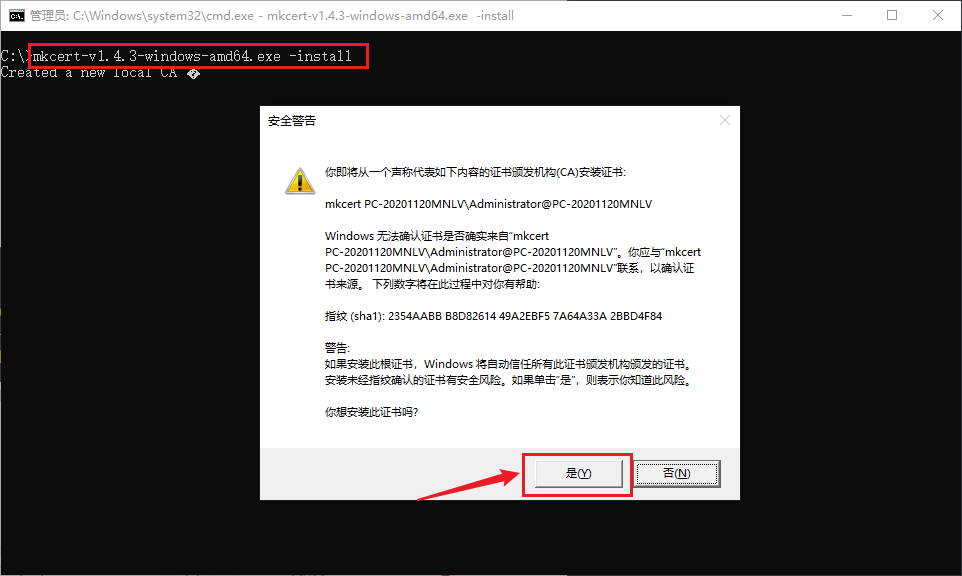 管理员: C:\Windows\system32\cmd.exe - mkcert-v1.4.3-windows-amd64.exe -install
C:\>mkcert-v1.4.3-windows-amd64.exe -install
Created a new local CA �
安全警告
你即将从一个声称代表如下内容的证书颁发机构(CA)安装证书:
mkcert PC-20201120MNLV\Administrator@PC-20201120MNLV
Windows 无法确认证书是否确实来自“mkcert
PC-20201120MNLV\Administrator@PC-20201120MNLV”。你应与“mkcert
PC-20201120MNLV\Administrator@PC-20201120MNLV”联系，以确认证
书来源。 下列数字将在此过程中对你有帮助:
指纹 (sha1): 2354AABB B8D82614 49A2EBF5 7A64A33A 2BBD4F84
警告:
如果安装此根证书，Windows 将自动信任所有此证书颁发机构颁发的证书。
安装未经指纹确认的证书有安全风险。如果单击“是”，则表示你知道此风险。
你想安装此证书吗?
是(Y)
否(N)